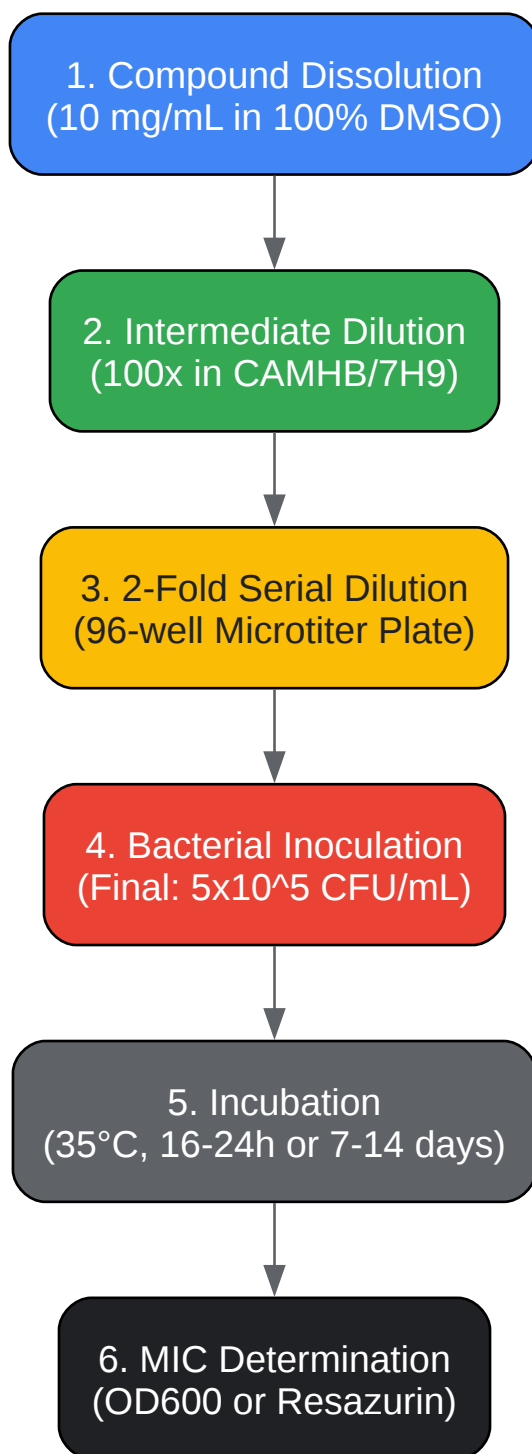 1. Compound Dissolution
(10 mg/mL in 100% DMSO)
2. Intermediate Dilution
(100x in CAMHB/7H9)
3. 2-Fold Serial Dilution
(96-well Microtiter Plate)
4. Bacterial Inoculation
(Final: 5x10^5 CFU/mL)
5. Incubation
(35°C, 16-24h or 7-14 days)
6. MIC Determination
(OD600 or Resazurin)